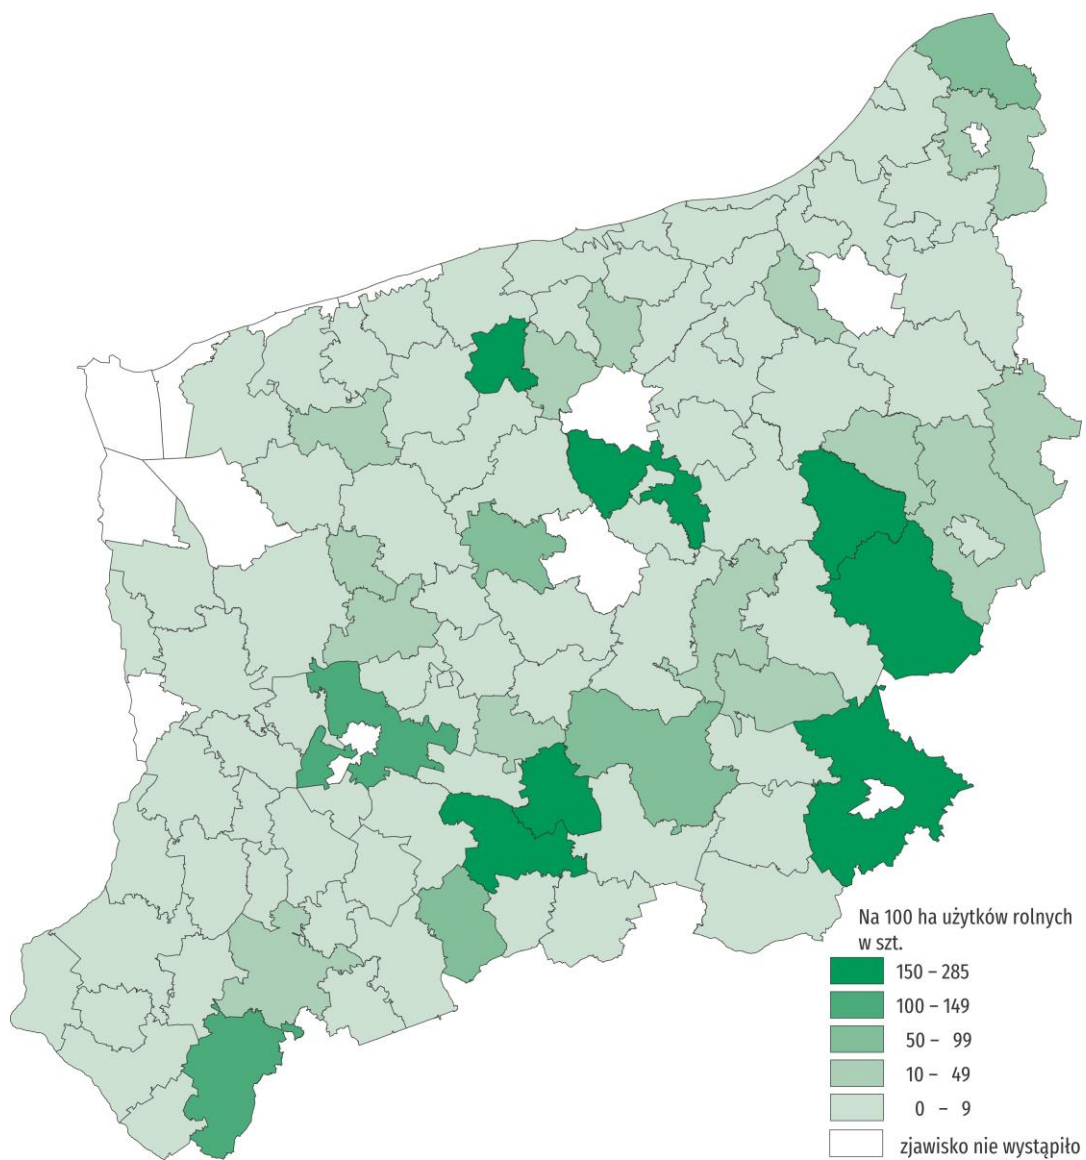 Na 100 ha użytków rolnych
w szt.
150 – 285
100 – 149
50 – 99
10 – 49
0 – 9
zjawisko nie wystąpiło